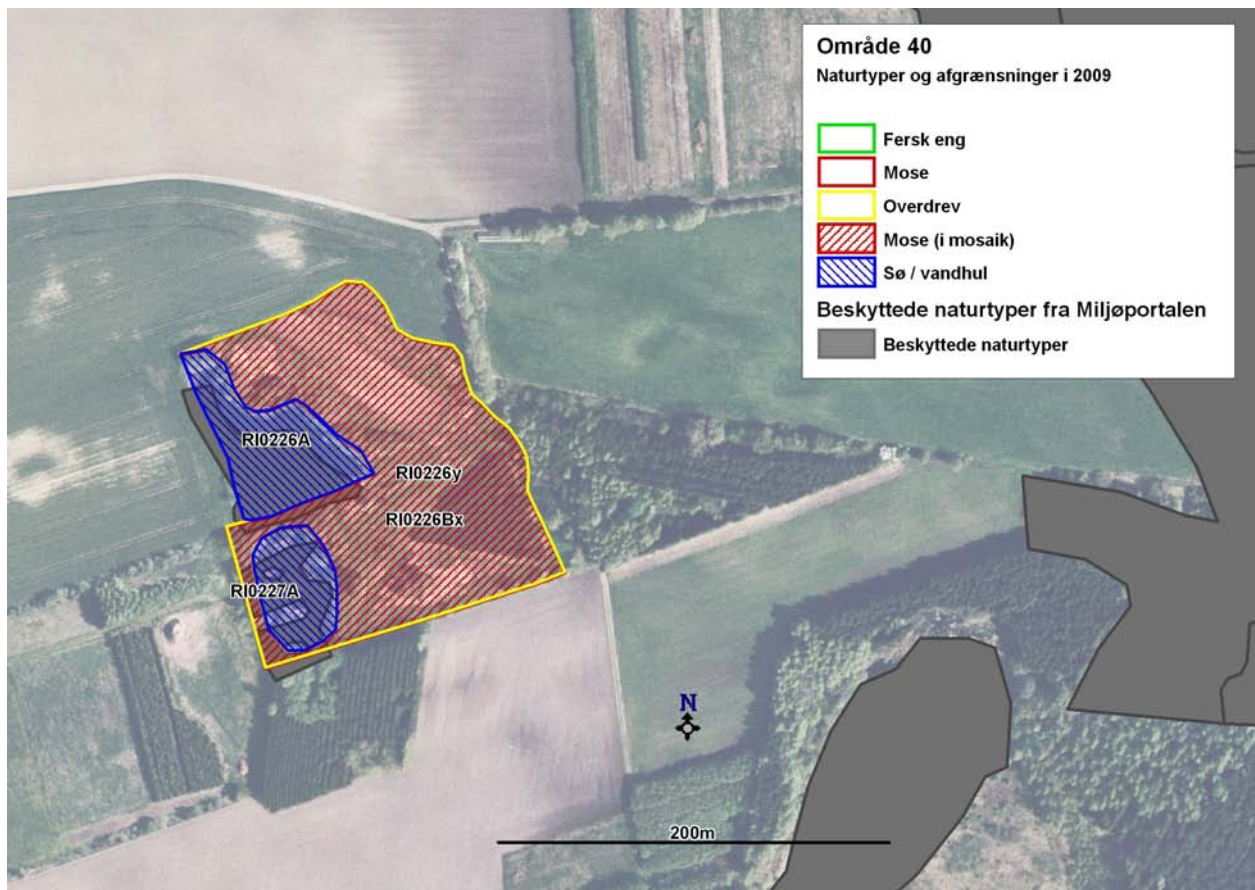 Område 40
Naturtyper og afgrænsninger i 2009
Fersk eng
Mose
Overdrev
Mose (i mosaik)
Sø / vandhul
Beskyttede naturtyper fra Miljøportalen
Beskyttede naturtyper
RI0226A
RI0226y
RI0226Bx
RI0227A
N
200m